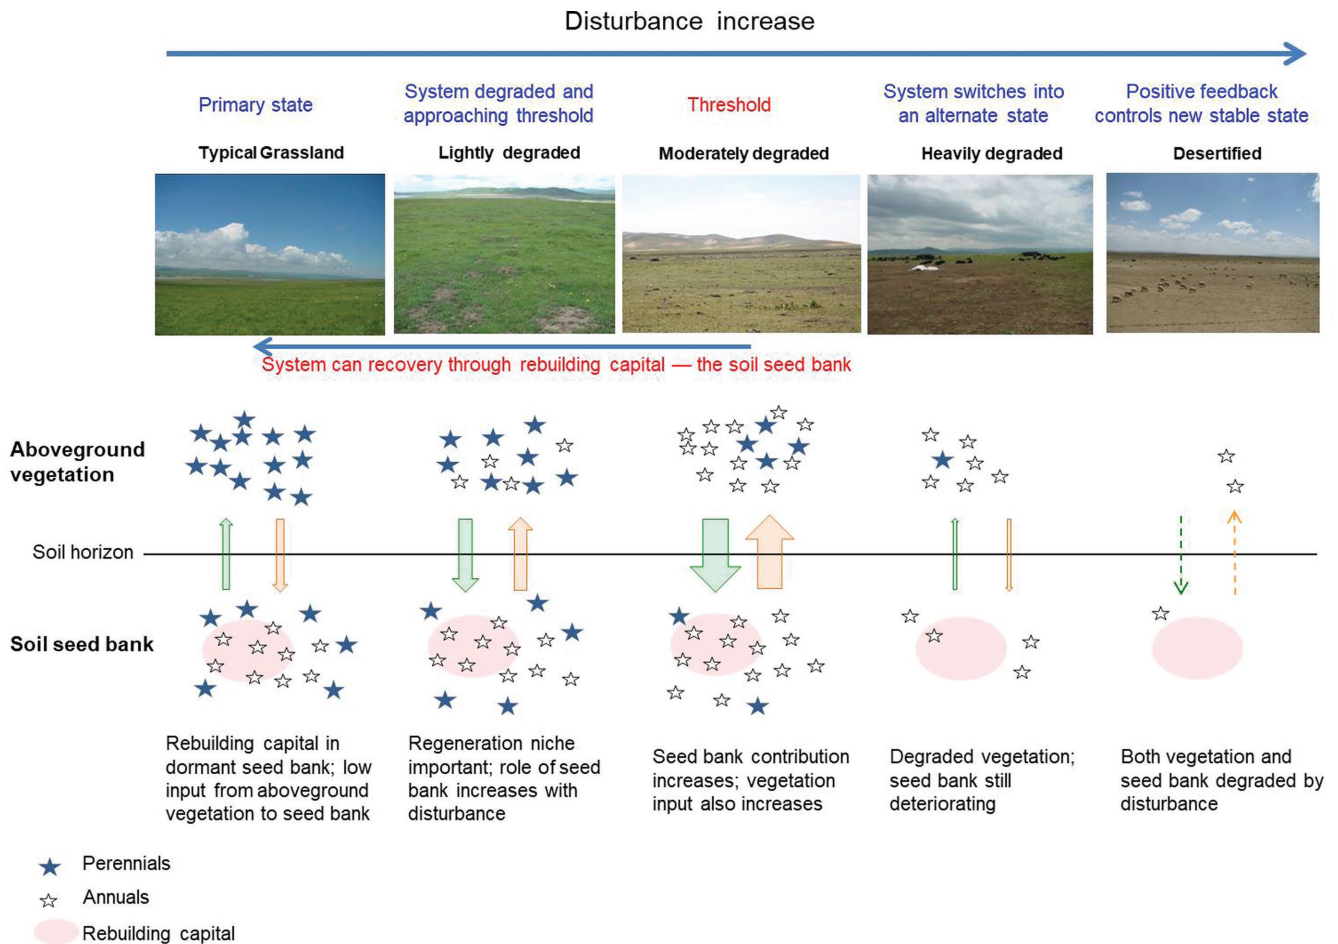 Disturbance increase
Primary state
System degraded and
approaching threshold
Threshold
System switches into
an alternate state
Positive feedback
controls new stable state
Typical Grassland
Lightly degraded
Moderately degraded
Heavily degraded
Desertified
System can recovery through rebuilding capital — the soil seed bank
Aboveground
vegetation
Soil horizon
Soil seed bank
Rebuilding capital in
dormant seed bank; low
input from aboveground
vegetation to seed bank
Regeneration niche
important; role of seed
bank increases with
disturbance
Seed bank contribution
increases; vegetation
input also increases
Degraded vegetation;
seed bank still
deteriorating
Both vegetation and
seed bank degraded by
disturbance
Perennials
Annuals
Rebuilding capital